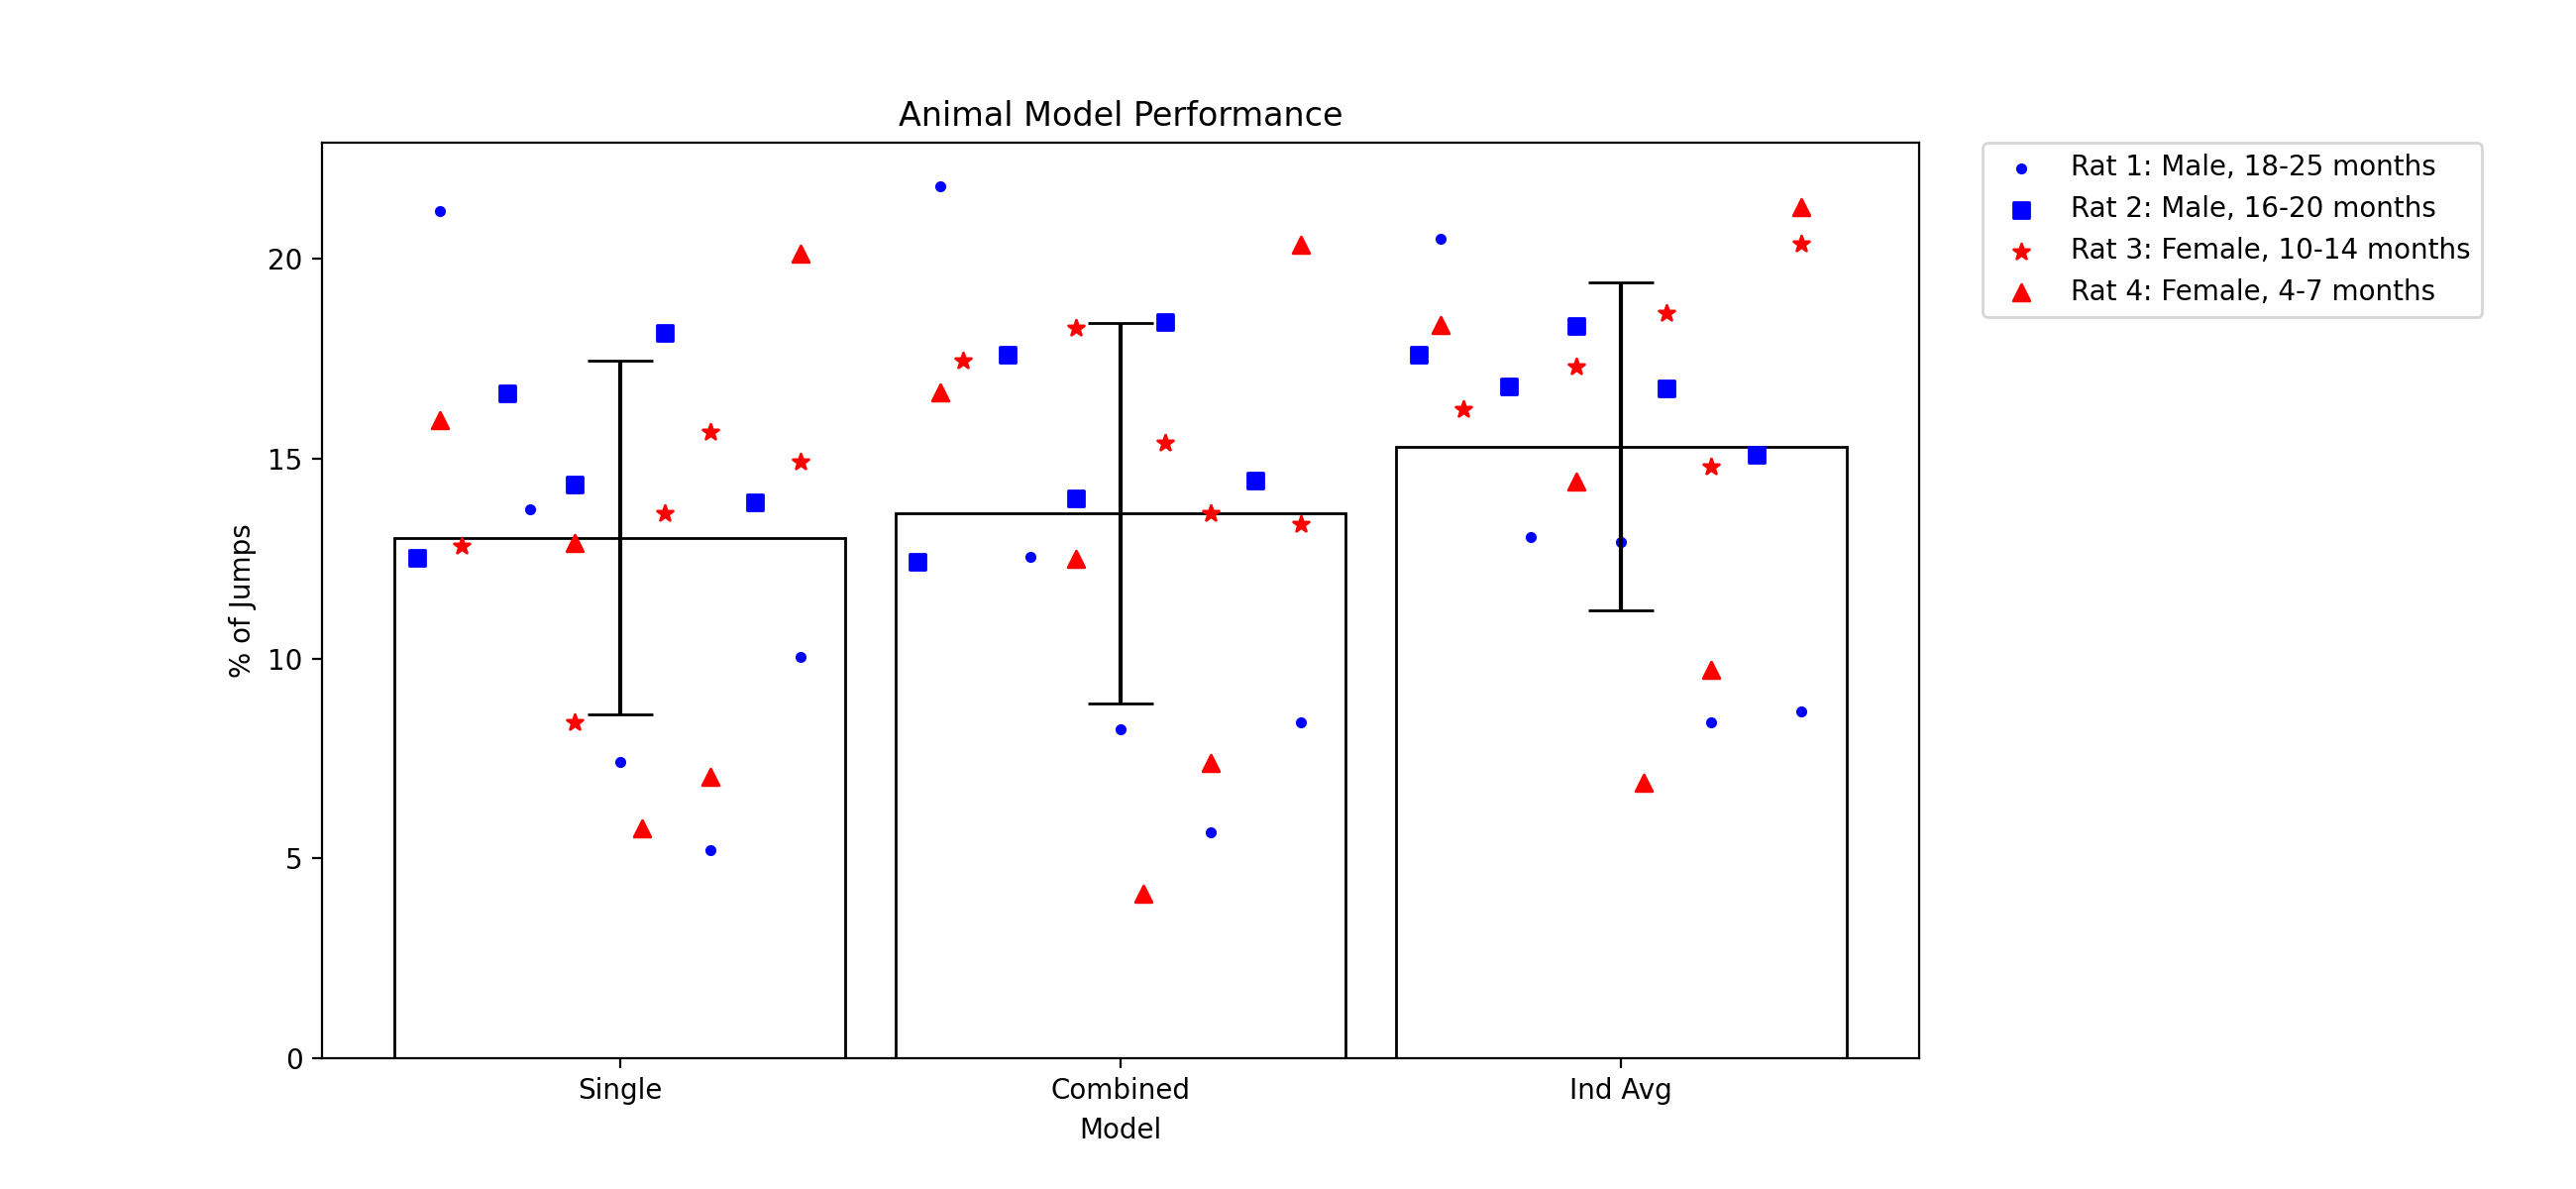 Animal Model Performance
Rat 1: Male, 18-25 months
Rat 2: Male, 16-20 months
Rat 3: Female, 10-14 months
Rat 4: Female, 4-7 months
% of Jumps
20
15
10
5
0
Single Combined Ind Avg
Model